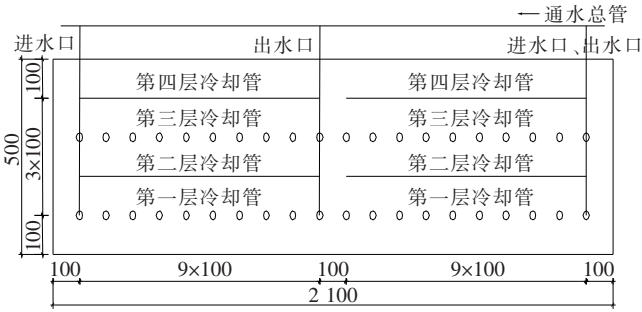 通水总管
进水口 出水口 进水口、出水口
第四层冷却管 第四层冷却管
第三层冷却管 第三层冷却管
第二层冷却管 第二层冷却管
第一层冷却管 第一层冷却管
100
3×100
100
500
100 9×100 100 9×100 100
2 100